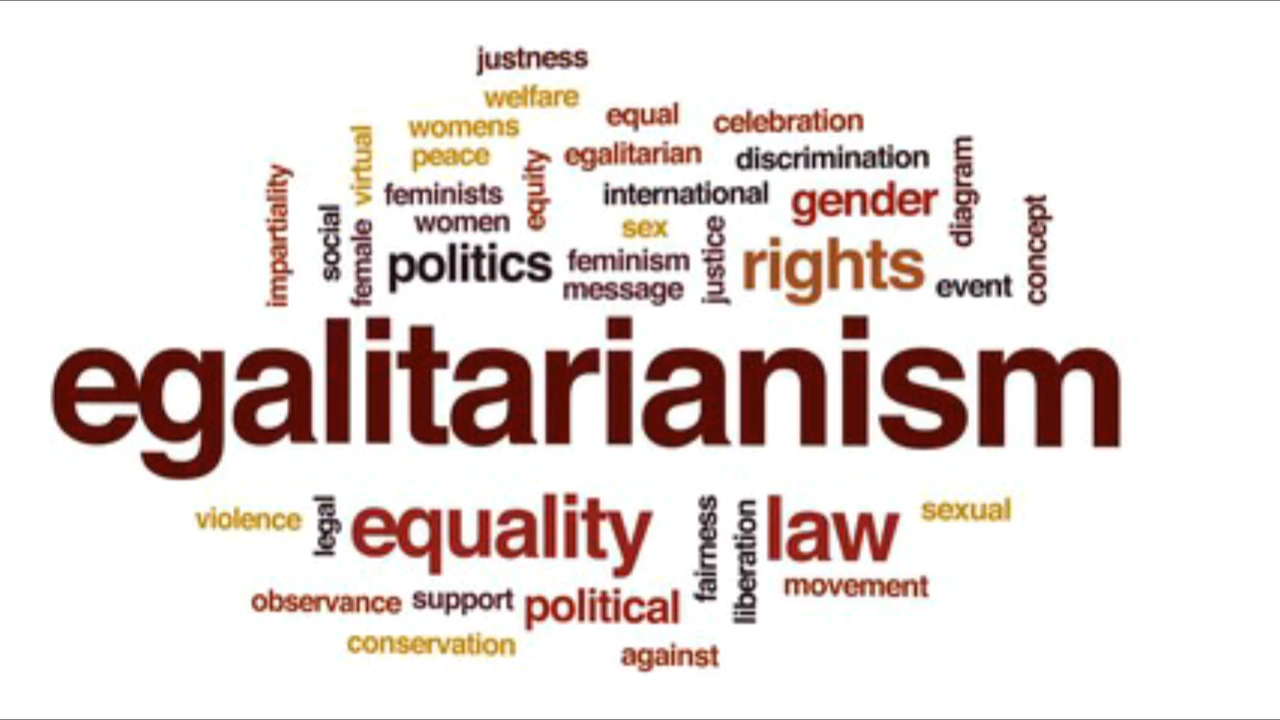 justness
welfare
womens
equal
celebration
virtual
peace
equity
egalitarian
discrimination
diagram
impartiality
social
female
feminists
international
gender
concept
women
sex
justice
politics
feminism
rights
message
event
egalitarianism
violence
legal
equality
fairness
liberation
law
sexual
movement
observance
support
political
conservation
against